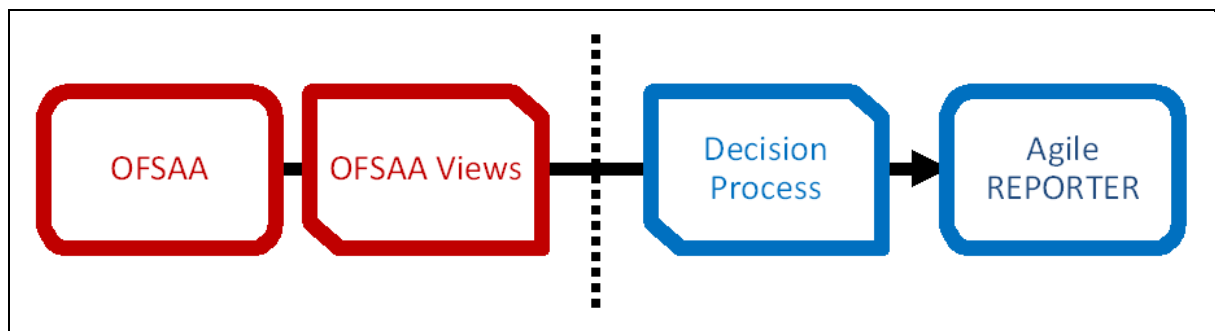 OFSAA
OFSAA Views
Decision
Process
Agile
REPORTER